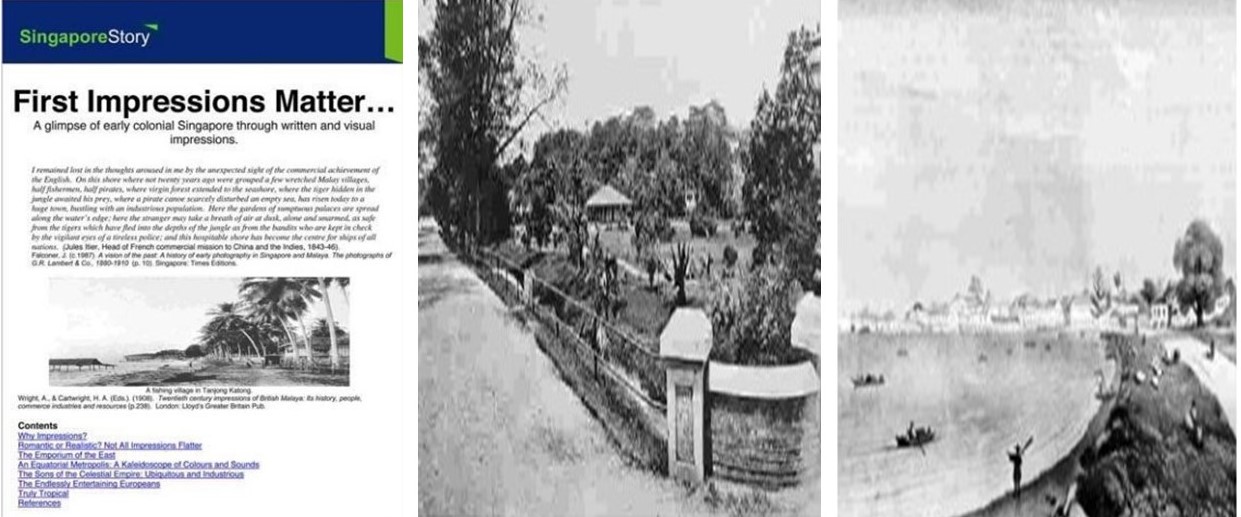 SingaporeStory
First Impressions Matter…
A glimpse of early colonial Singapore through written and visual
impressions.
I remained lost in the thoughts aroused in me by the unexpected sight of the commercial achievement of
the English.  On this shore where not twenty years ago were grouped a few wretched Malay villages,
half fishermen, half pirates, where virgin forest extended to the seashore, where the tiger hidden in the
jungle awaited his prey, where a pirate canoe scarcely disturbed an empty sea, has risen today to a
huge town, bustling with an industrious population.  Here the gardens of sumptuous palaces are spread
along the water's edge; here the stranger may take a breath of air at dusk, alone and unarmed, as safe
from the tigers which have fled into the depths of the jungle as from the bandits who are kept in check
by the vigilant eyes of a tireless police; and this hospitable shore has become the centre for ships of all
nations.  (Jules Itier, Head of French commercial mission to China and the Indies, 1843-46).
Falconer, J. (c.1987). A vision of the past: A history of early photography in Singapore and Malaya. The photographs of
G.R. Lambert & Co., 1880-1910  (p. 10). Singapore: Times Editions.
A fishing village in Tanjong Katong.
Wright, A., & Cartwright, H. A. (Eds.). (1908).  Twentieth century impressions of British Malaya: Its history, people,
commerce industries and resources (p.238).  London: Lloyd's Greater Britain Pub.
Contents
Why Impressions?
Romantic or Realistic? Not All Impressions Flatter
The Emporium of the East
An Equatorial Metropolis: A Kaleidoscope of Colours and Sounds
The Sons of the Celestial Empire: Ubiquitous and Industrious
The Endlessly Entertaining Europeans
Truly Tropical
References